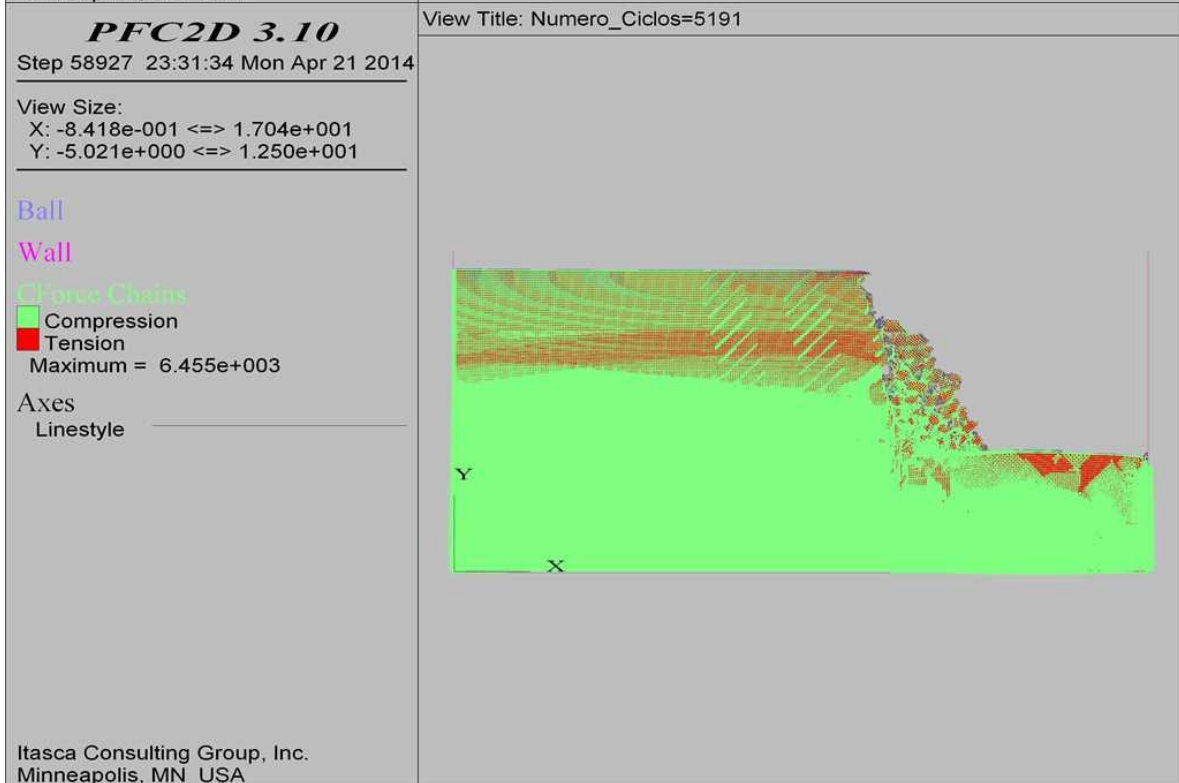 View Title: Numero_Ciclos=5191
PFC2D 3.10
Step 58927 23:31:34 Mon Apr 21 2014
View Size:
X: -8.418e-001 <=> 1.704e+001
Y: -5.021e+000 <=> 1.250e+001
Ball
Wall
CForce Chains
Compression
Tension
Maximum = 6.455e+003
Axes
Linestyle
Y
X
Itasca Consulting Group, Inc.
Minneapolis, MN USA